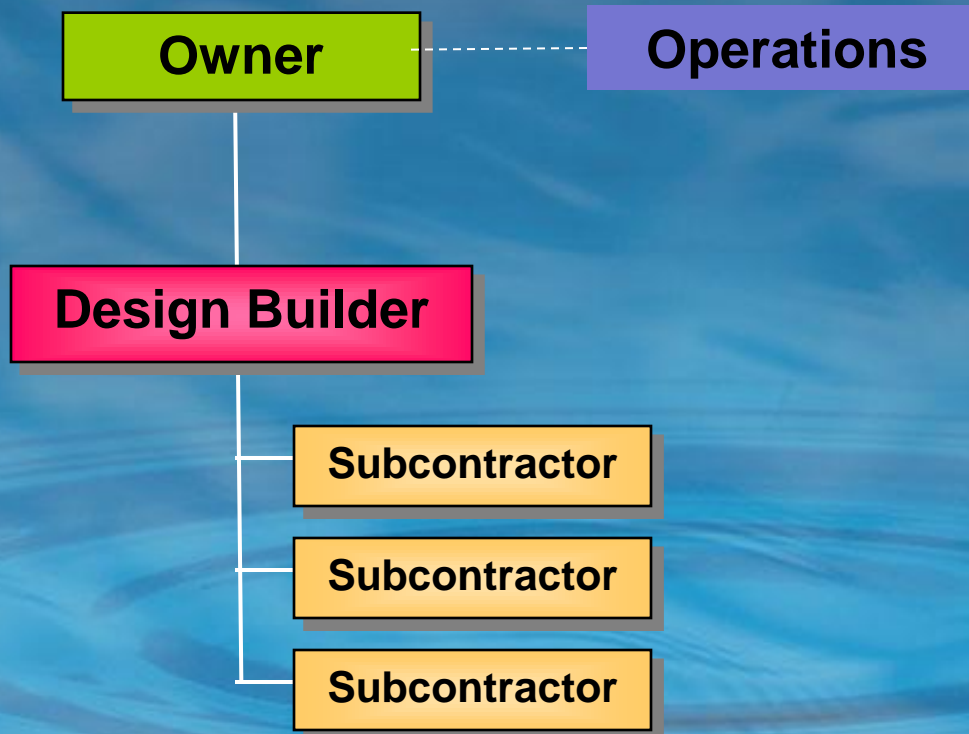 Owner
Operations
Design Builder
Subcontractor
Subcontractor
Subcontractor